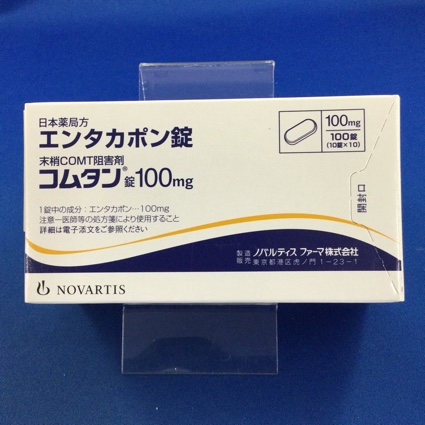 日本薬局方
エンタカポン錠
末梢COMT阻害剤
コムタン®錠100mg
1錠中の成分：エンタカポン…100mg
注意－医師等の処方箋により使用すること
詳細は電子添文をご参照ください
100mg
100錠
(10錠×10)
開封口
製造販売 ノバルティス ファーマ株式会社
東京都港区虎ノ門1-23-1
NOVARTIS